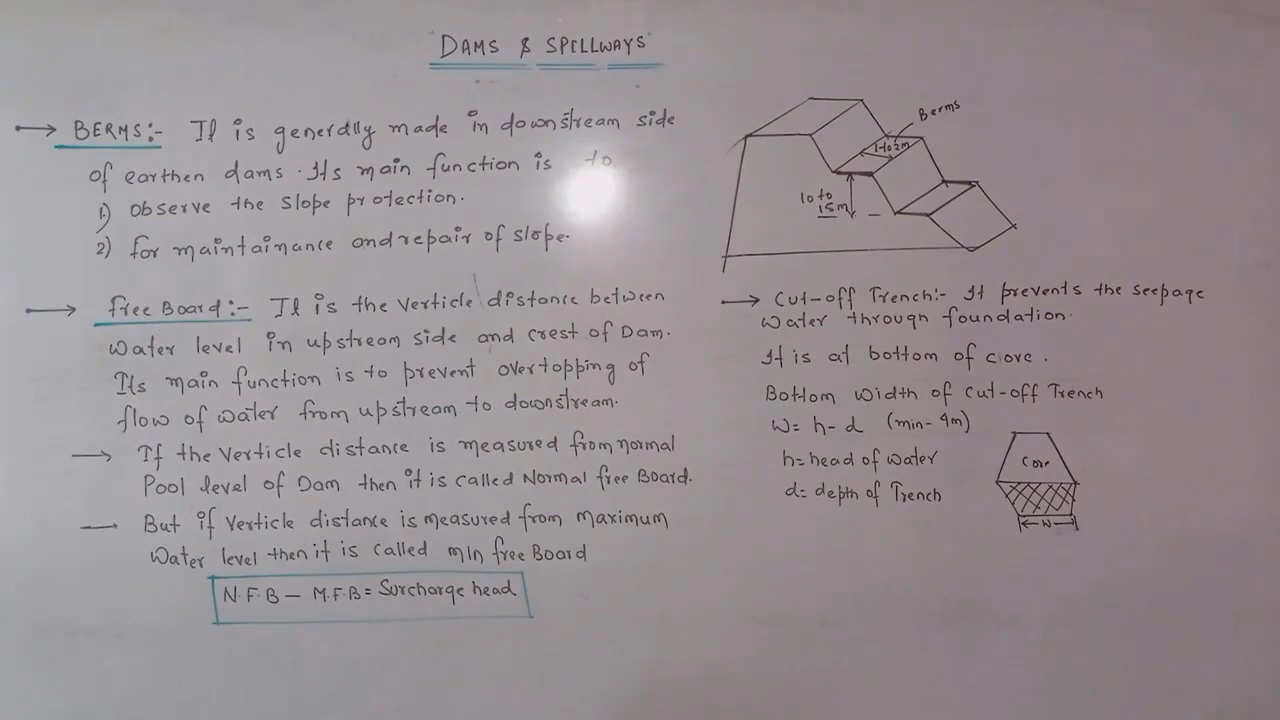 DAMS & SPILLWAYS
→ BERMS:- It is generally made in downstream side
of earthen dams. Its main function is to
1) observe the slope protection.
2) for maintainance and repair of slope.
→ free Board:- It is the verticle distance between
water level in upstream side and crest of Dam.
Its main function is to prevent overtopping of
flow of water from upstream to downstream.
→ If the verticle distance is measured from normal
Pool level of Dam then it is called Normal free Board.
— But if verticle distance is measured from maximum
water level then it is called min free Board
N.F.B - M.F.B = Surcharge head
Berms
1 to 2m
10 to
15m
→ Cut-off Trench:- It prevents the seepage
water through foundation.
It is at bottom of core.
Bottom width of cut-off Trench
W = h-d (min-4m)
h = head of water
d = depth of Trench
Core
W